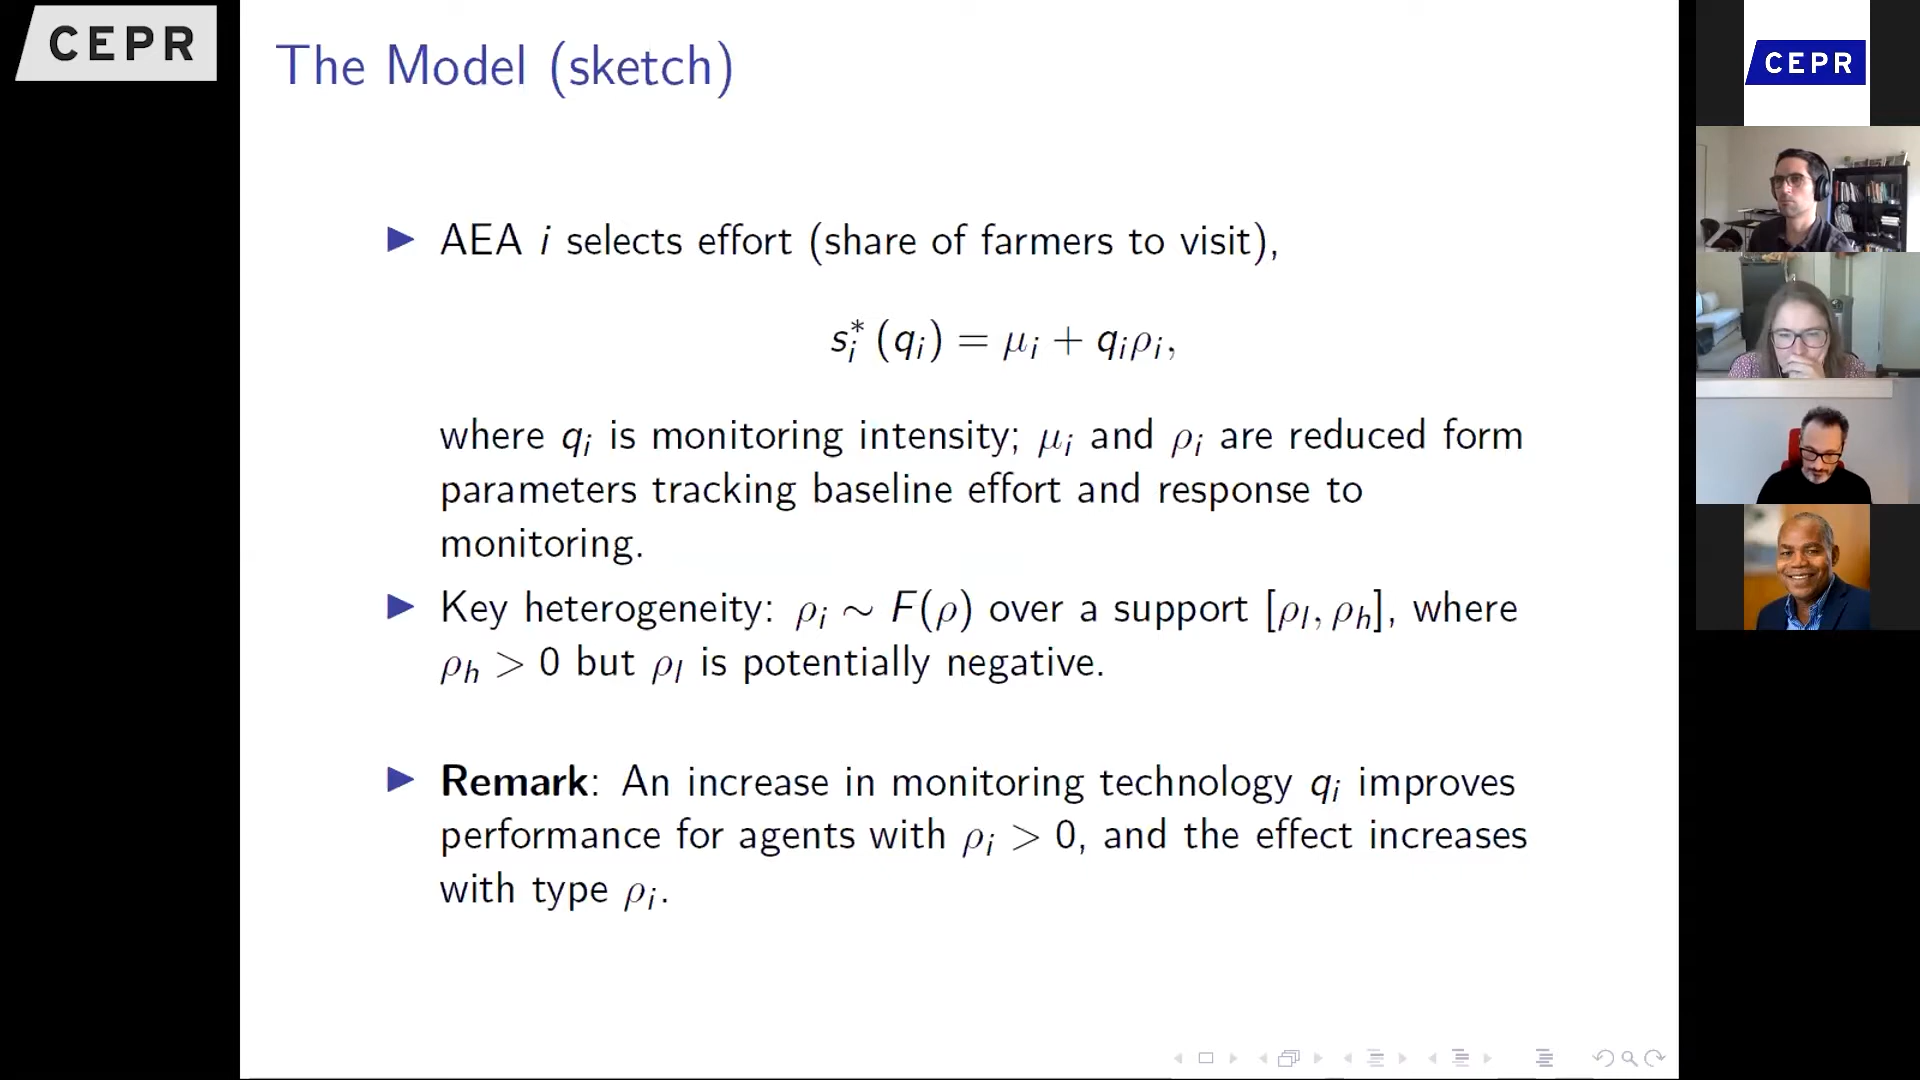 CEPR
The Model (sketch)
CEPR
▶ AEA i selects effort (share of farmers to visit),
s_i^* (q_i) = μ_i + q_i ρ_i,
where q_i is monitoring intensity; μ_i and ρ_i are reduced form
parameters tracking baseline effort and response to
monitoring.
▶ Key heterogeneity: ρ_i ∼ F(ρ) over a support [ρ_l, ρ_h], where
ρ_h > 0 but ρ_l is potentially negative.
▶ Remark: An increase in monitoring technology q_i improves
performance for agents with ρ_i > 0, and the effect increases
with type ρ_i.